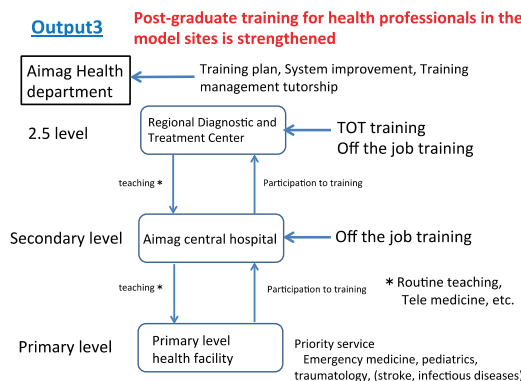 Output3
Post-graduate training for health professionals in the
model sites is strengthened
Aimag Health
department
Training plan, System improvement, Training
management tutorship
2.5 level
Regional Diagnostic and
Treatment Center
TOT training
Off the job training
teaching *
Participation to training
Secondary level
Aimag central hospital
Off the job training
teaching *
Participation to training
* Routine teaching,
Tele medicine, etc.
Primary level
Primary level
health facility
Priority service
Emergency medicine, pediatrics,
traumatology, (stroke, infectious diseases)